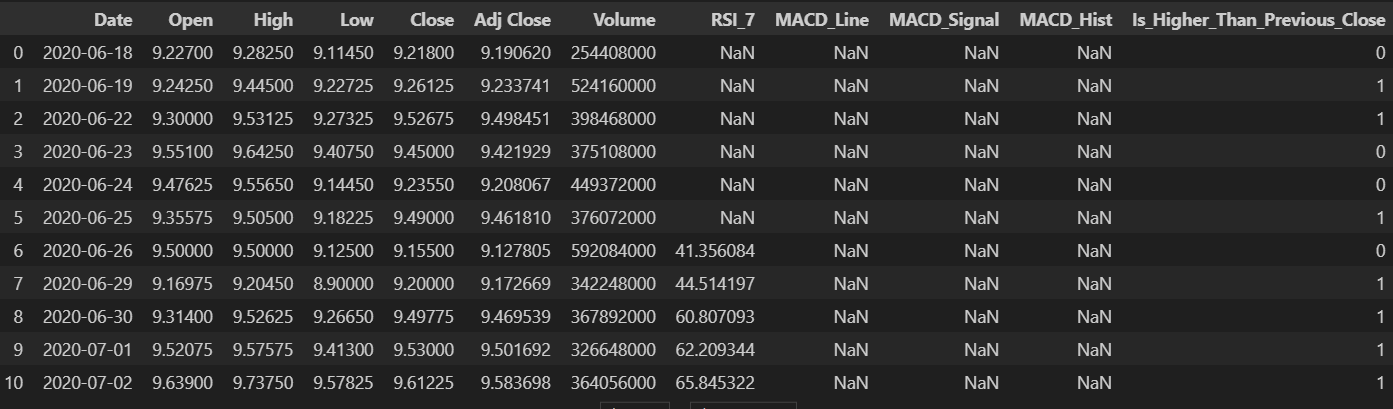 Date Open High Low Close Adj Close Volume RSI_7 MACD_Line MACD_Signal MACD_Hist Is_Higher_Than_Previous_Close
0 2020-06-18 9.22700 9.28250 9.11450 9.21800 9.190620 254408000 NaN NaN NaN NaN 0
1 2020-06-19 9.24250 9.44500 9.22725 9.26125 9.233741 524160000 NaN NaN NaN NaN 1
2 2020-06-22 9.30000 9.53125 9.27325 9.52675 9.498451 398468000 NaN NaN NaN NaN 1
3 2020-06-23 9.55100 9.64250 9.40750 9.45000 9.421929 375108000 NaN NaN NaN NaN 0
4 2020-06-24 9.47625 9.55650 9.14450 9.23550 9.208067 449372000 NaN NaN NaN NaN 0
5 2020-06-25 9.35575 9.50500 9.18225 9.49000 9.461810 376072000 NaN NaN NaN NaN 1
6 2020-06-26 9.50000 9.50000 9.12500 9.15500 9.127805 592084000 41.356084 NaN NaN NaN 0
7 2020-06-29 9.16975 9.20450 8.90000 9.20000 9.172669 342248000 44.514197 NaN NaN NaN 1
8 2020-06-30 9.31400 9.52625 9.26650 9.49775 9.469539 367892000 60.807093 NaN NaN NaN 1
9 2020-07-01 9.52075 9.57575 9.41300 9.53000 9.501692 326648000 62.209344 NaN NaN NaN 1
10 2020-07-02 9.63900 9.73750 9.57825 9.61225 9.583698 364056000 65.845322 NaN NaN NaN 1